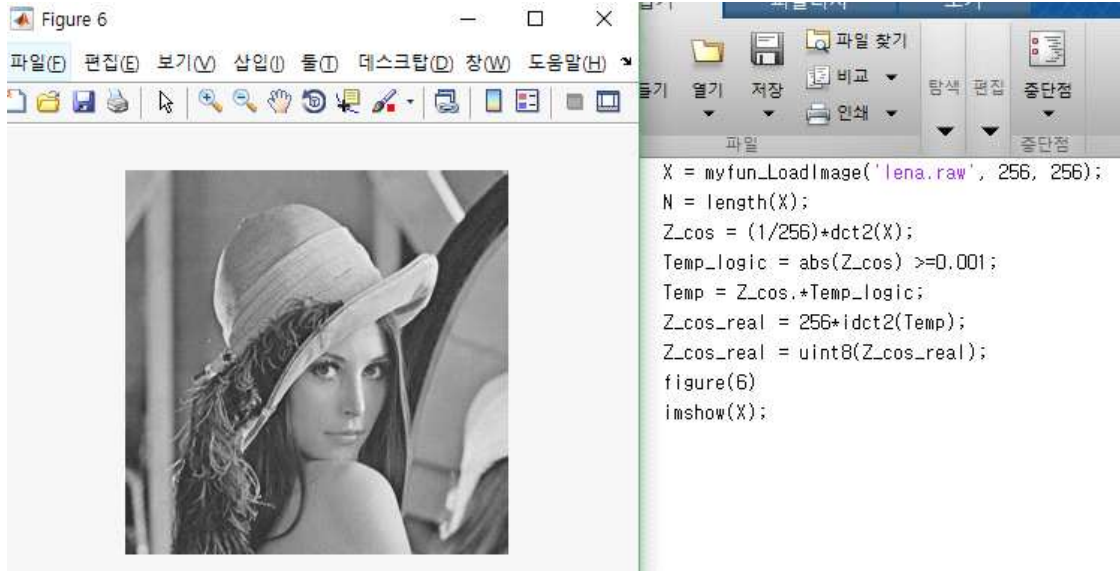 Figure 6
파일(F) 편집(E) 보기(V) 삽입(I) 툴(T) 데스크탑(D) 창(W) 도움말(H)
파일 찾기
열기 저장 비교 탐색 편집 중단점
인쇄
파일 중단점
X = myfun_LoadImage('lena.raw', 256, 256);
N = length(X);
Z_cos = (1/256)*dct2(X);
Temp_logic = abs(Z_cos) >=0.001;
Temp = Z_cos.*Temp_logic;
Z_cos_real = 256*idct2(Temp);
Z_cos_real = uint8(Z_cos_real);
figure(6)
imshow(X);